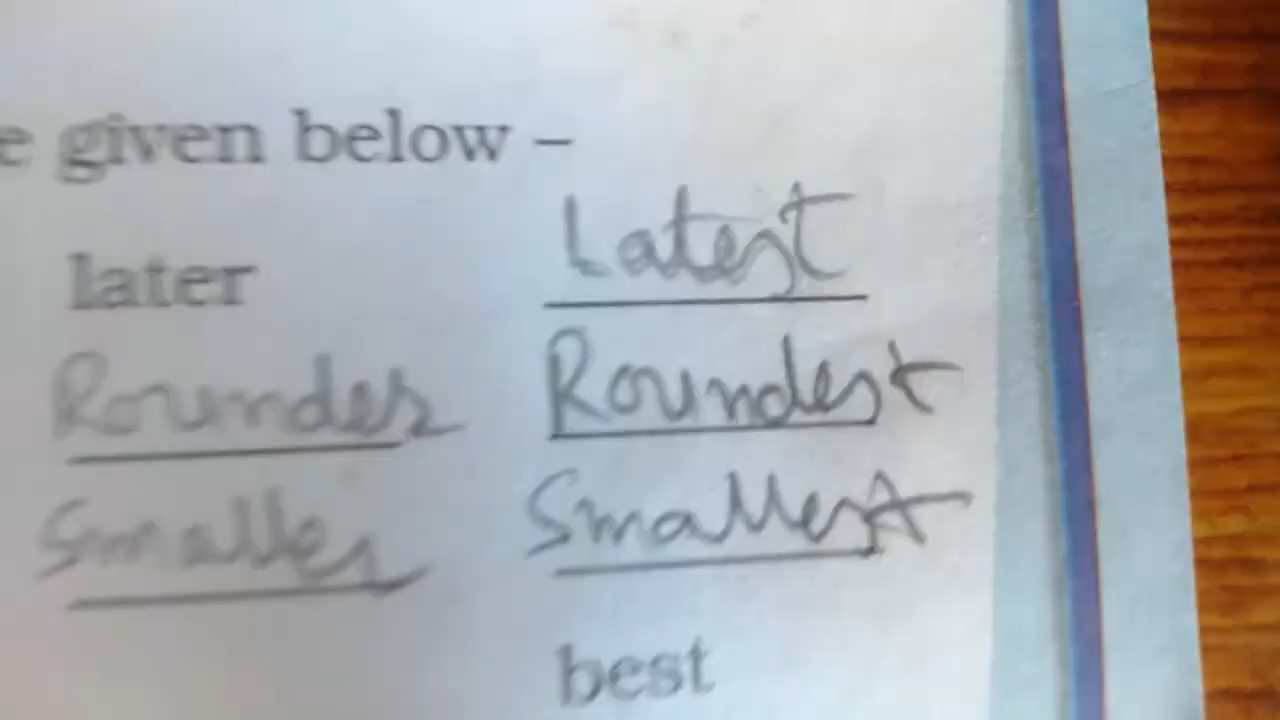 e given below –
later Latest
Rounder Roundest
Smaller Smallest
best